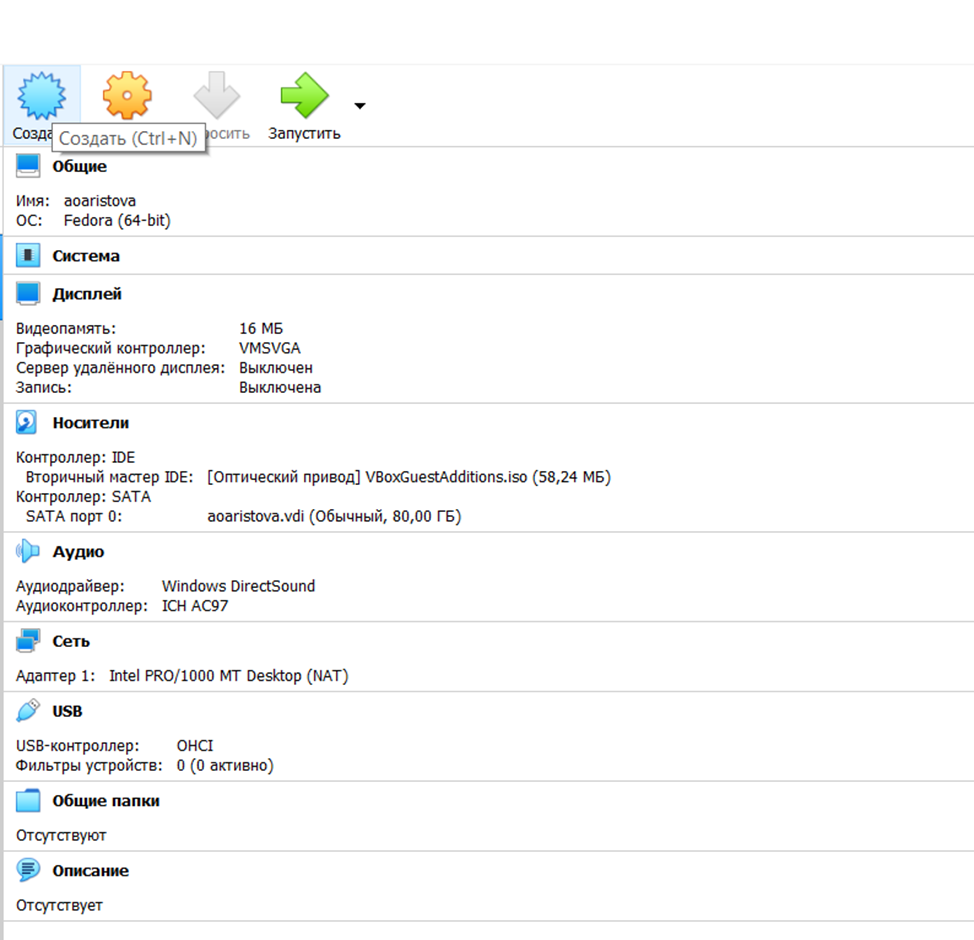 Созда
Запустить
Создать (Ctrl+N)
Общие
Имя: aoaristova
ОС: Fedora (64-bit)
Система
Дисплей
Видеопамять: 16 МБ
Графический контроллер: VMSVGA
Сервер удалённого дисплея: Выключен
Запись: Выключена
Носители
Контроллер: IDE
Вторичный мастер IDE: [Оптический привод] VBoxGuestAdditions.iso (58,24 МБ)
Контроллер: SATA
SATA порт 0: aoaristova.vdi (Обычный, 80,00 ГБ)
Аудио
Аудиодрайвер: Windows DirectSound
Аудиоконтроллер: ICH AC97
Сеть
Адаптер 1: Intel PRO/1000 MT Desktop (NAT)
USB
USB-контроллер: OHCI
Фильтры устройств: 0 (0 активно)
Общие папки
Отсутствуют
Описание
Отсутствует